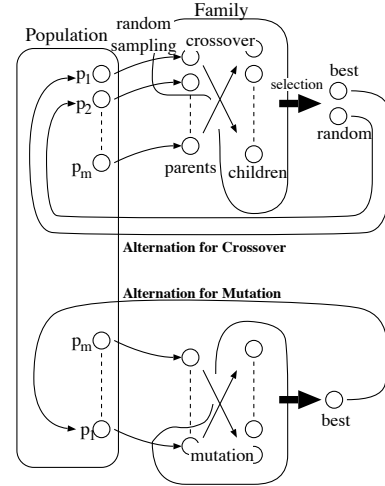 Family
random
sampling
crossover
Population
p1
p2
pm
parents
children
selection
best
random
Alternation for Crossover
Alternation for Mutation
pm
p1
mutation
best